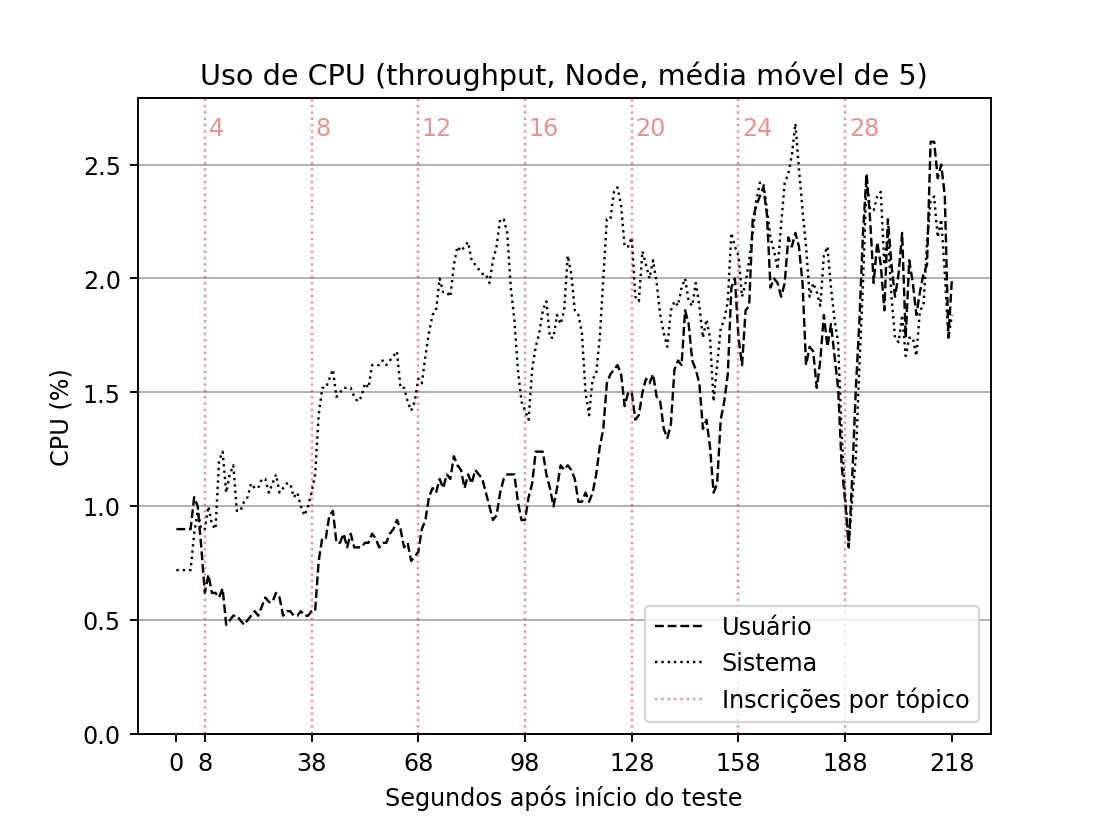 Uso de CPU (throughput, Node, média móvel de 5)
4 8 12 16 20 24 28
2.5
2.0
1.5
1.0
0.5
0.0
CPU (%)
Usuário
Sistema
Inscrições por tópico
0 8 38 68 98 128 158 188 218
Segundos após início do teste